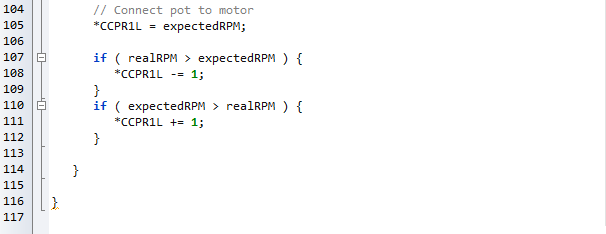 104 // Connect pot to motor
105 *CCPR1L = expectedRPM;
106
107 if ( realRPM > expectedRPM ) {
108 *CCPR1L -= 1;
109 }
110 if ( expectedRPM > realRPM ) {
111 *CCPR1L += 1;
112 }
113
114 }
115
116 }
117